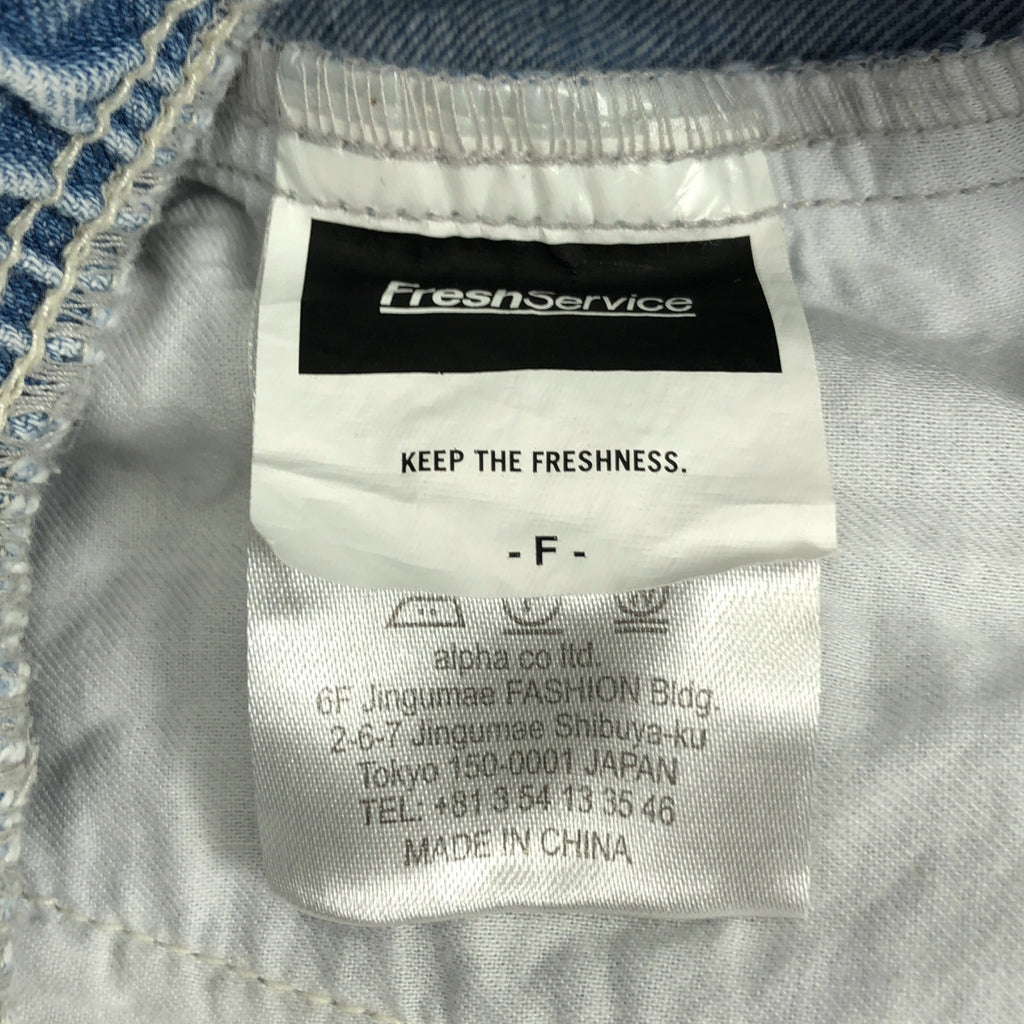 FreshService
KEEP THE FRESHNESS.
- F -
alpha co ltd.
6F Jingumae FASHION Bldg.
2-6-7 Jingumae Shibuya-ku
Tokyo 150-0001 JAPAN
TEL: +81 3 54 13 35 46
MADE IN CHINA